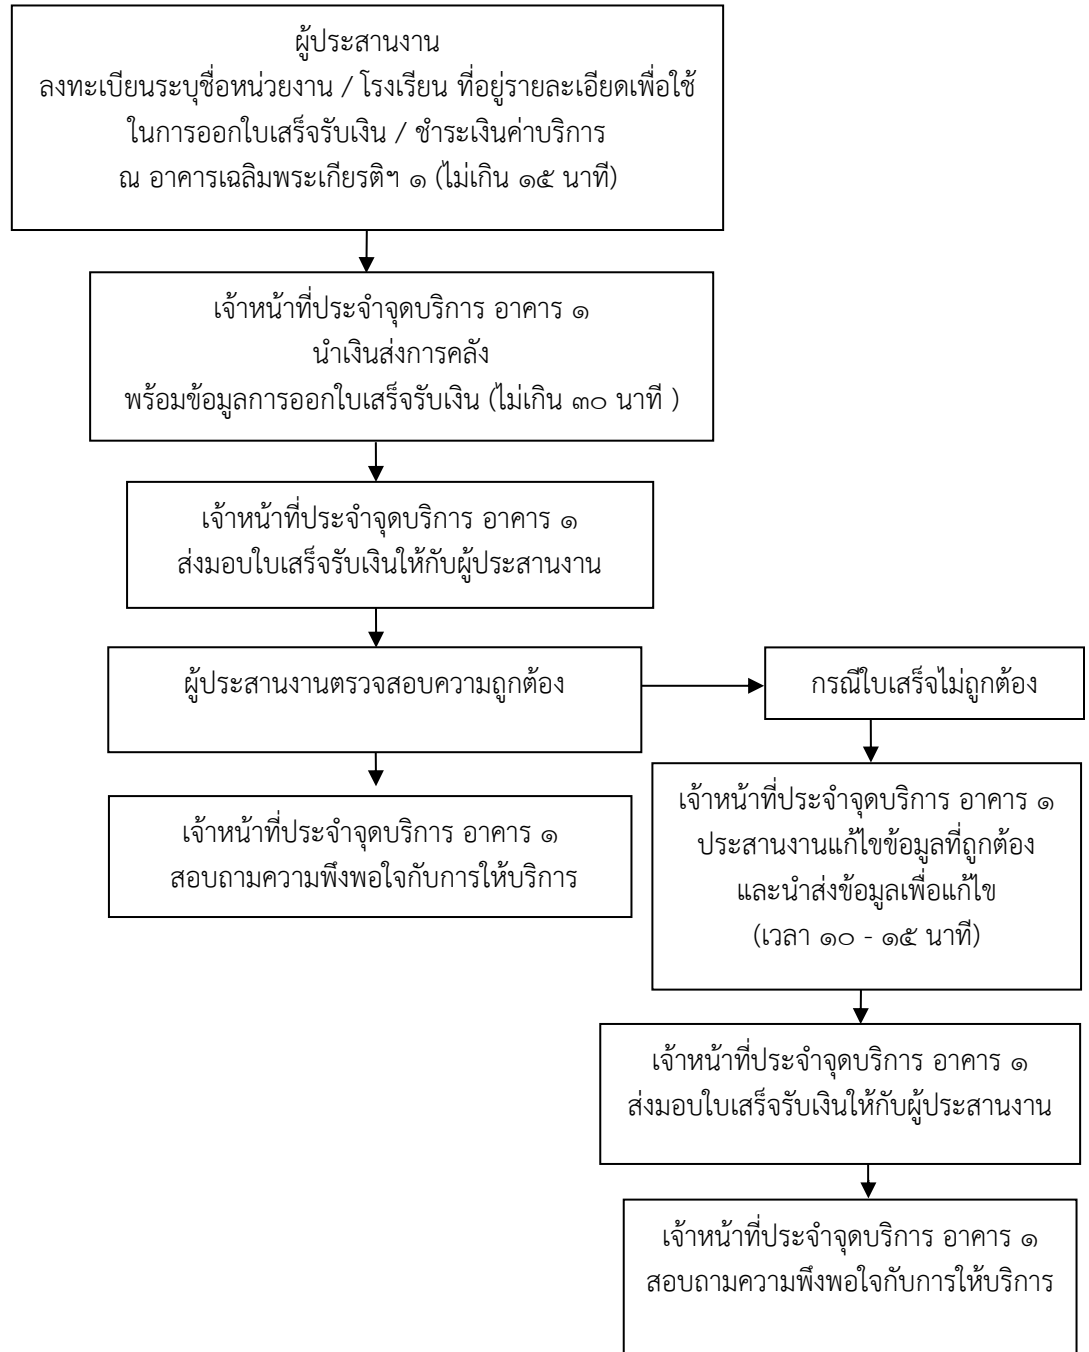 ผู้ประสานงาน
ลงทะเบียนระบุชื่อหน่วยงาน / โรงเรียน ที่อยู่รายละเอียดเพื่อใช้
ในการออกใบเสร็จรับเงิน / ชำระเงินค่าบริการ
ณ อาคารเฉลิมพระเกียรติฯ ๑ (ไม่เกิน ๑๕ นาที)
เจ้าหน้าที่ประจำจุดบริการ อาคาร ๑
นำเงินส่งการคลัง
พร้อมข้อมูลการออกใบเสร็จรับเงิน (ไม่เกิน ๓๐ นาที )
เจ้าหน้าที่ประจำจุดบริการ อาคาร ๑
ส่งมอบใบเสร็จรับเงินให้กับผู้ประสานงาน
ผู้ประสานงานตรวจสอบความถูกต้อง
เจ้าหน้าที่ประจำจุดบริการ อาคาร ๑
สอบถามความพึงพอใจกับการให้บริการ
กรณีใบเสร็จไม่ถูกต้อง
เจ้าหน้าที่ประจำจุดบริการ อาคาร ๑
ประสานงานแก้ไขข้อมูลที่ถูกต้อง
และนำส่งข้อมูลเพื่อแก้ไข
(เวลา ๑๐ - ๑๕ นาที)
เจ้าหน้าที่ประจำจุดบริการ อาคาร ๑
ส่งมอบใบเสร็จรับเงินให้กับผู้ประสานงาน
เจ้าหน้าที่ประจำจุดบริการ อาคาร ๑
สอบถามความพึงพอใจกับการให้บริการ